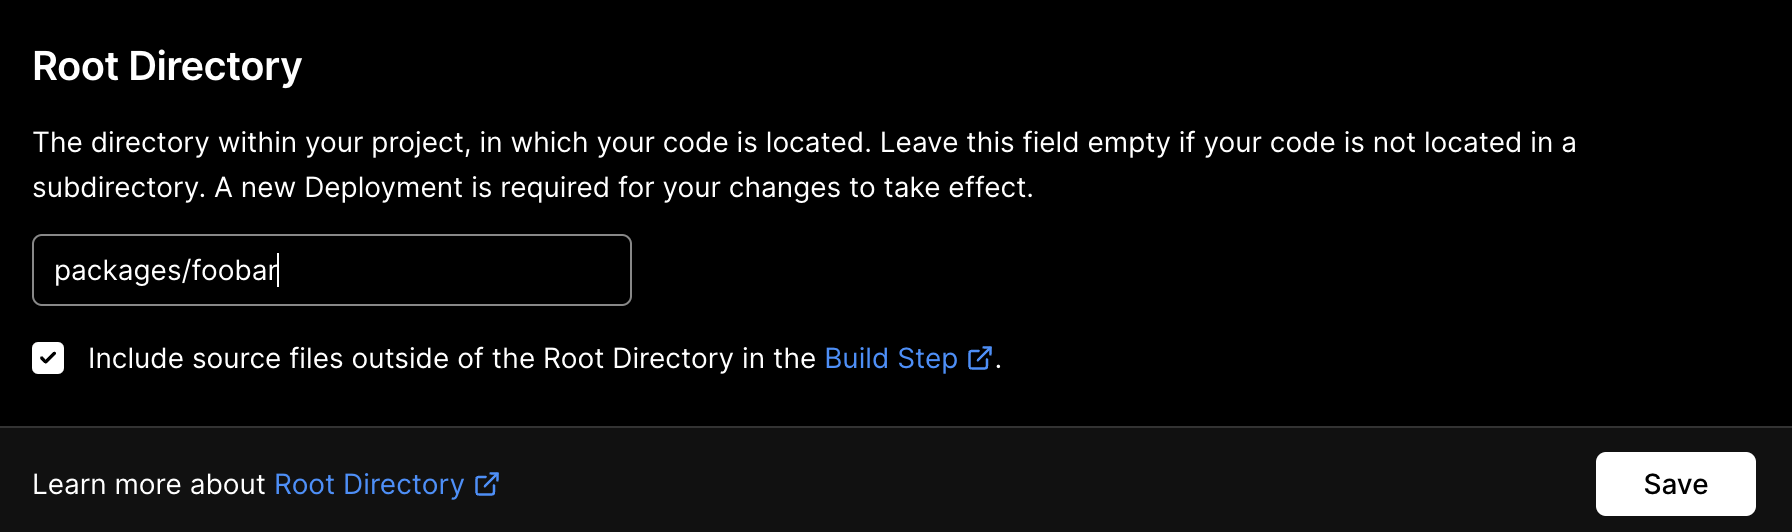 Root Directory
The directory within your project, in which your code is located. Leave this field empty if your code is not located in a
subdirectory. A new Deployment is required for your changes to take effect.
packages/foobar
Include source files outside of the Root Directory in the Build Step.
Learn more about Root Directory
Save